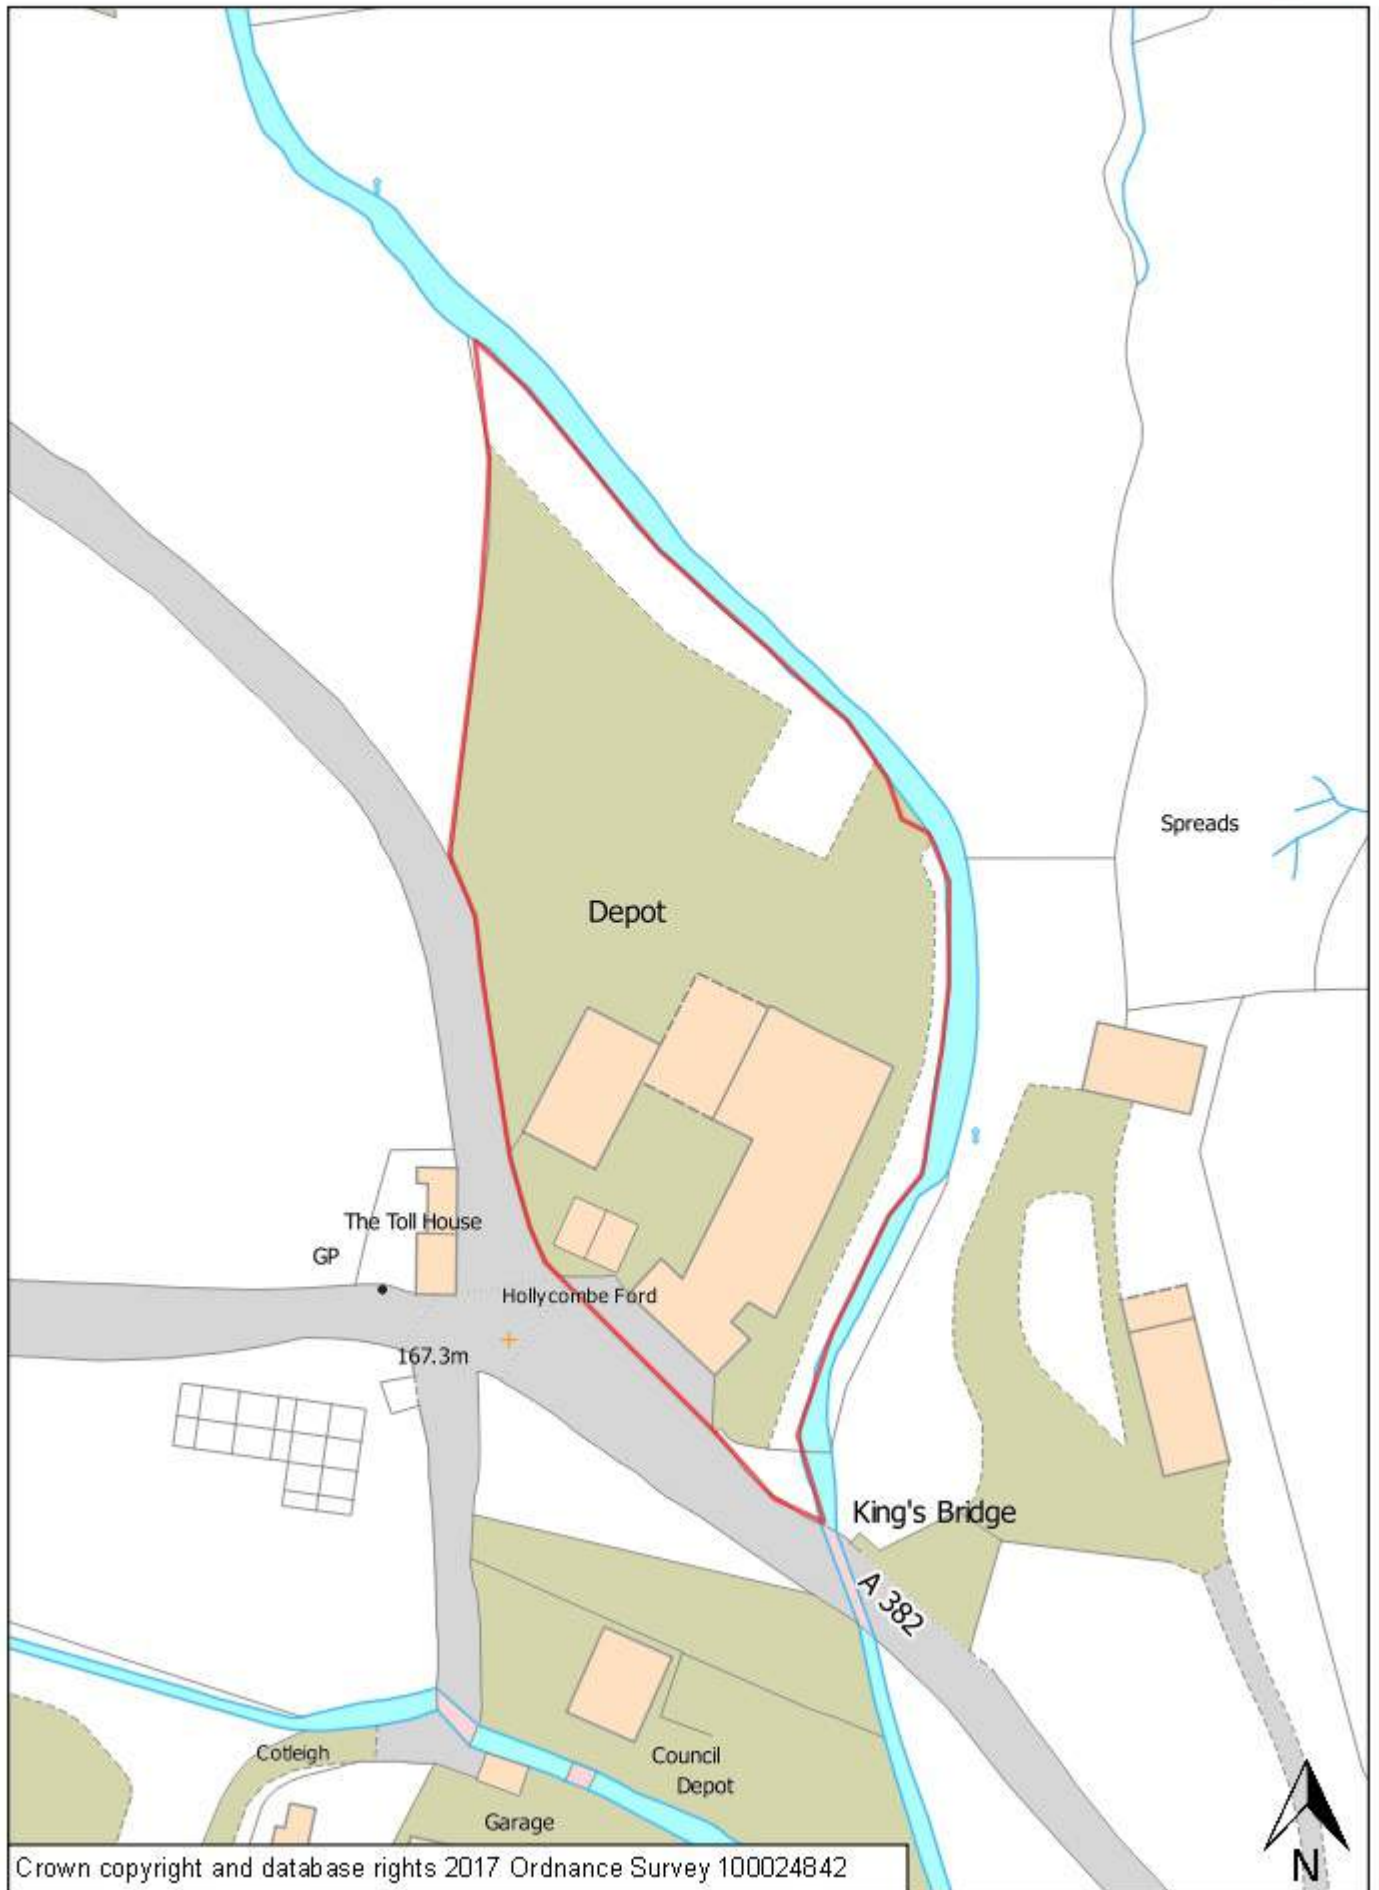 Spreads
Depot
The Toll House
GP
Hollycombe Ford
167.3m
King's Bridge
A 382
Cotleigh
Council
Depot
Garage
N
Crown copyright and database rights 2017 Ordnance Survey 100024842